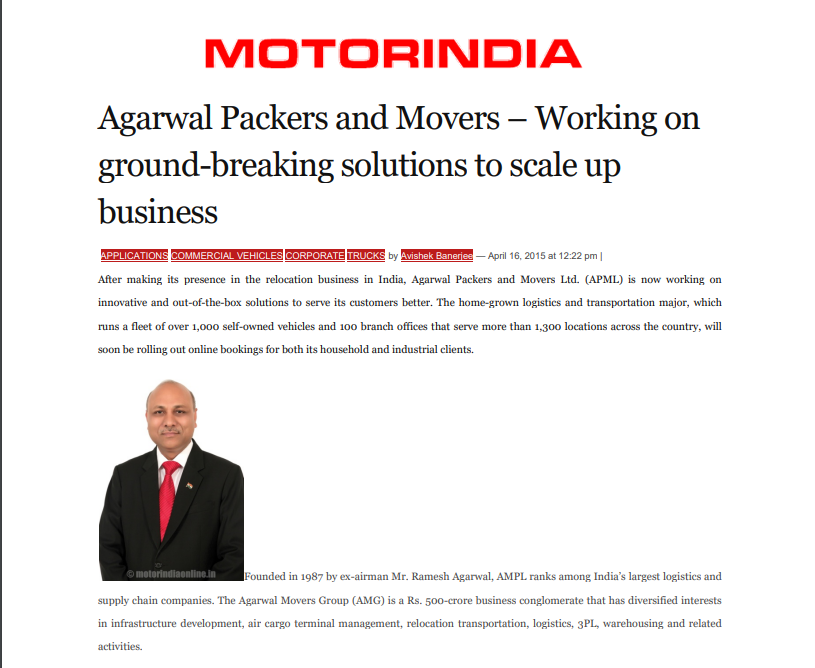 MOTORINDIA
Agarwal Packers and Movers – Working on
ground-breaking solutions to scale up
business
APPLICATIONS COMMERCIAL VEHICLES CORPORATE TRUCKS by Avishek Banerjee — April 16, 2015 at 12:22 pm |
After making its presence in the relocation business in India, Agarwal Packers and Movers Ltd. (APML) is now working on
innovative and out-of-the-box solutions to serve its customers better. The home-grown logistics and transportation major, which
runs a fleet of over 1,000 self-owned vehicles and 100 branch offices that serve more than 1,300 locations across the country, will
soon be rolling out online bookings for both its household and industrial clients.
© motorindiaonline.in
Founded in 1987 by ex-airman Mr. Ramesh Agarwal, AMPL ranks among India's largest logistics and
supply chain companies. The Agarwal Movers Group (AMG) is a Rs. 500-crore business conglomerate that has diversified interests
in infrastructure development, air cargo terminal management, relocation transportation, logistics, 3PL, warehousing and related
activities.